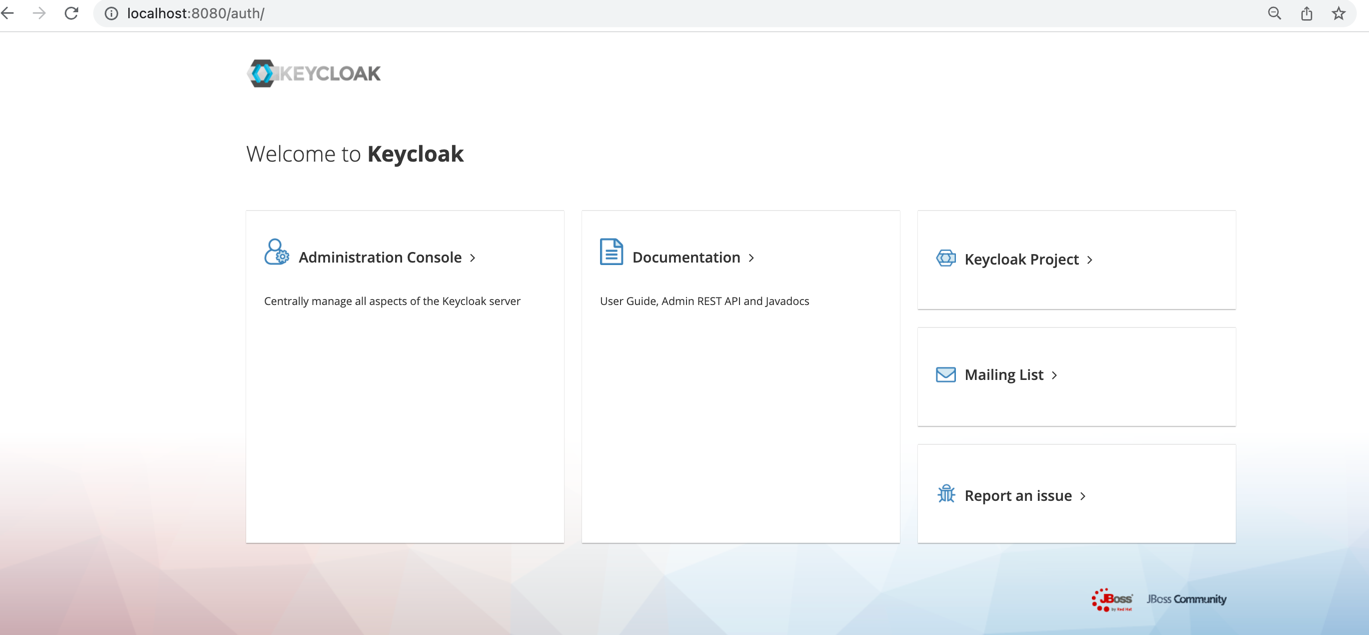 localhost:8080/auth/
KEYCLOAK
Welcome to Keycloak
Administration Console
Centrally manage all aspects of the Keycloak server
Documentation
User Guide, Admin REST API and Javadocs
Keycloak Project
Mailing List
Report an issue
JBoss by Red Hat JBoss Community